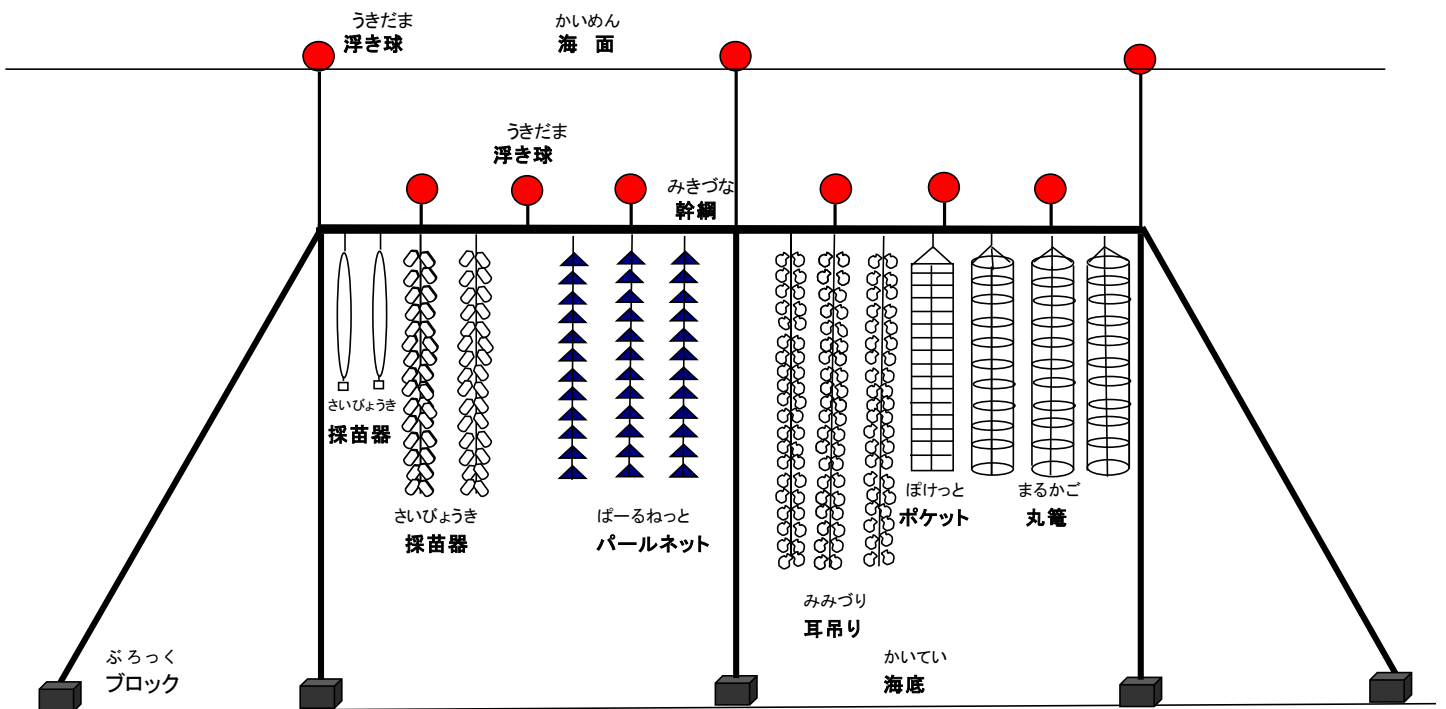 うきだま
浮き球
かいめん
海 面
うきだま
浮き球
みきづな
幹綱
さいびょうき
採苗器
さいびょうき
採苗器
ぱーるねっと
パールネット
ぽけっと
ポケット
まるかご
丸篭
みみづり
耳吊り
ぶろっく
ブロック
かいてい
海底